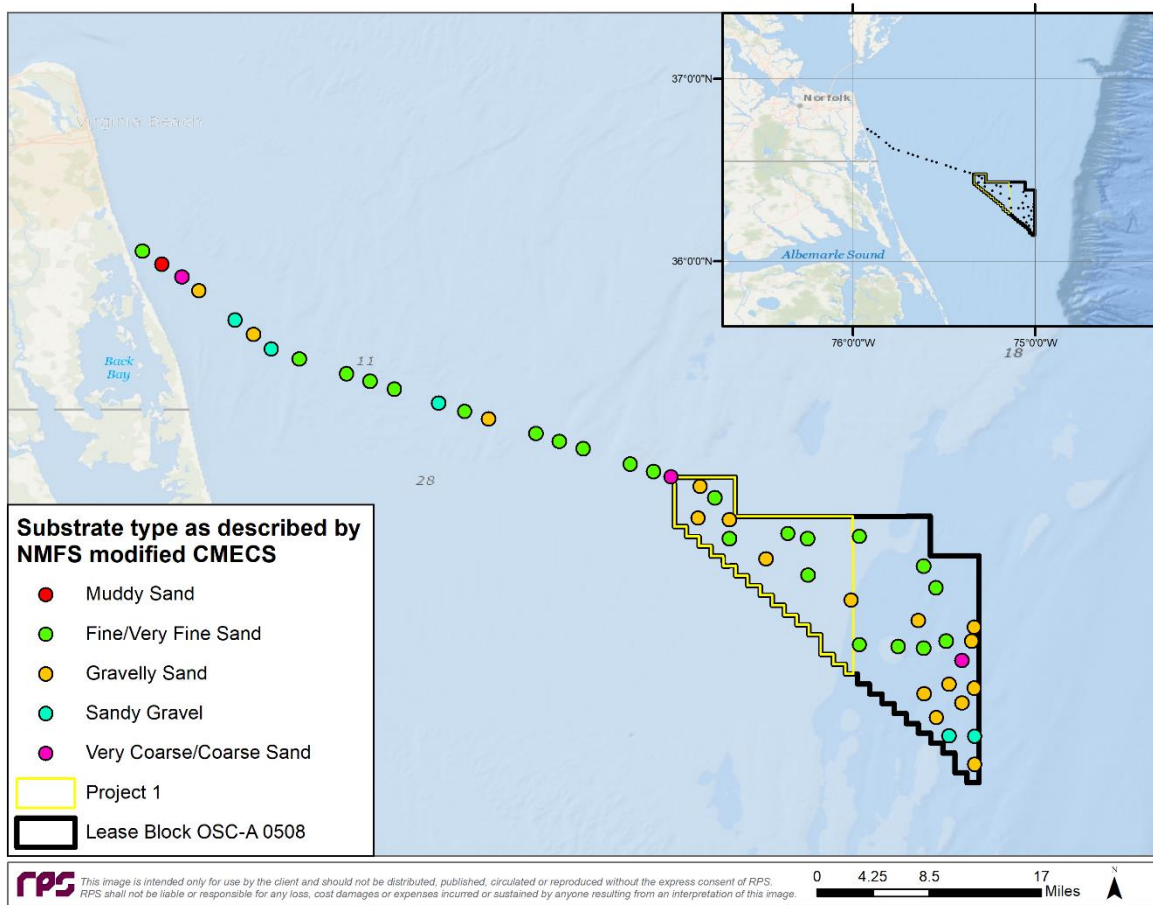 Virginia Beach
Back
Bay
11
28
18
37°0'0"N
36°0'0"N
76°0'0"W
75°0'0"W
Norfolk
Albemarle Sound
Substrate type as described by
NMFS modified CMECS
Muddy Sand
Fine/Very Fine Sand
Gravelly Sand
Sandy Gravel
Very Coarse/Coarse Sand
Project 1
Lease Block OSC-A 0508
rps
This image is intended only for use by the client and should not be distributed, published, circulated or reproduced without the express consent of RPS.
RPS shall not be liable or responsible for any loss, cost damages or expenses incurred or sustained by anyone resulting from an interpretation of this image.
0 4.25 8.5 17
Miles
N